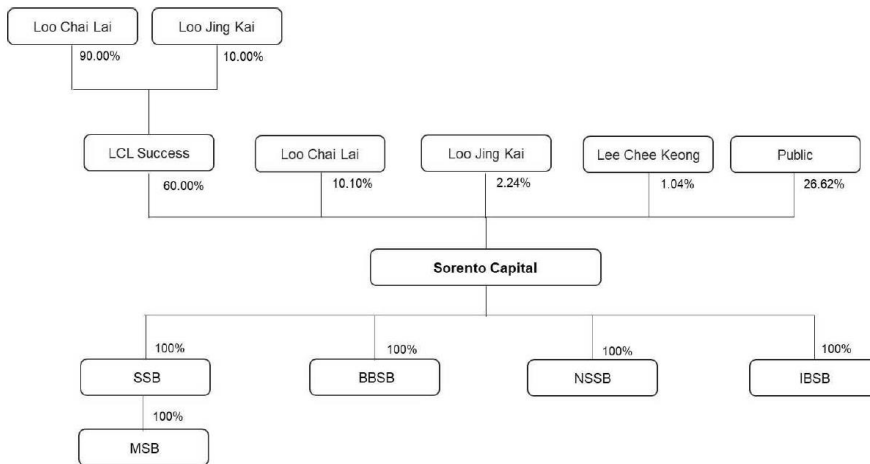 Loo Chai Lai
Loo Jing Kai
90.00%
10.00%
LCL Success
Loo Chai Lai
Loo Jing Kai
Lee Chee Keong
Public
60.00%
10.10%
2.24%
1.04%
26.62%
Sorento Capital
100%
100%
100%
100%
SSB
BBSB
NSSB
IBSB
100%
MSB